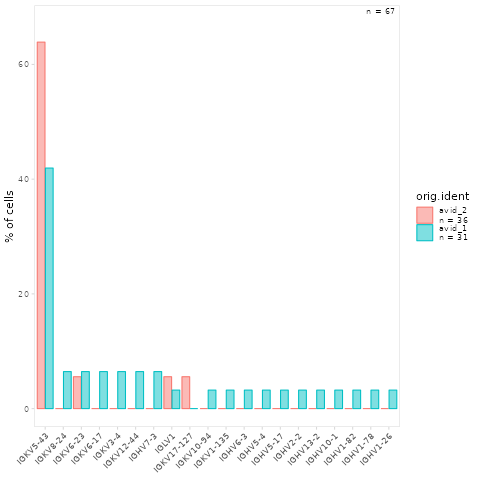 n = 67
% of cells
60
40
20
0
IGKV5-43
IGKV8-24
IGKV6-23
IGKV6-17
IGKV3-4
IGKV12-44
IGHV7-3
IGLV1
IGKV17-127
IGKV10-94
IGKV1-135
IGHV6-3
IGHV5-4
IGHV5-17
IGHV2-2
IGHV13-2
IGHV10-1
IGHV1-82
IGHV1-78
IGHV1-26
orig.ident
avid_2
n = 36
avid_1
n = 31